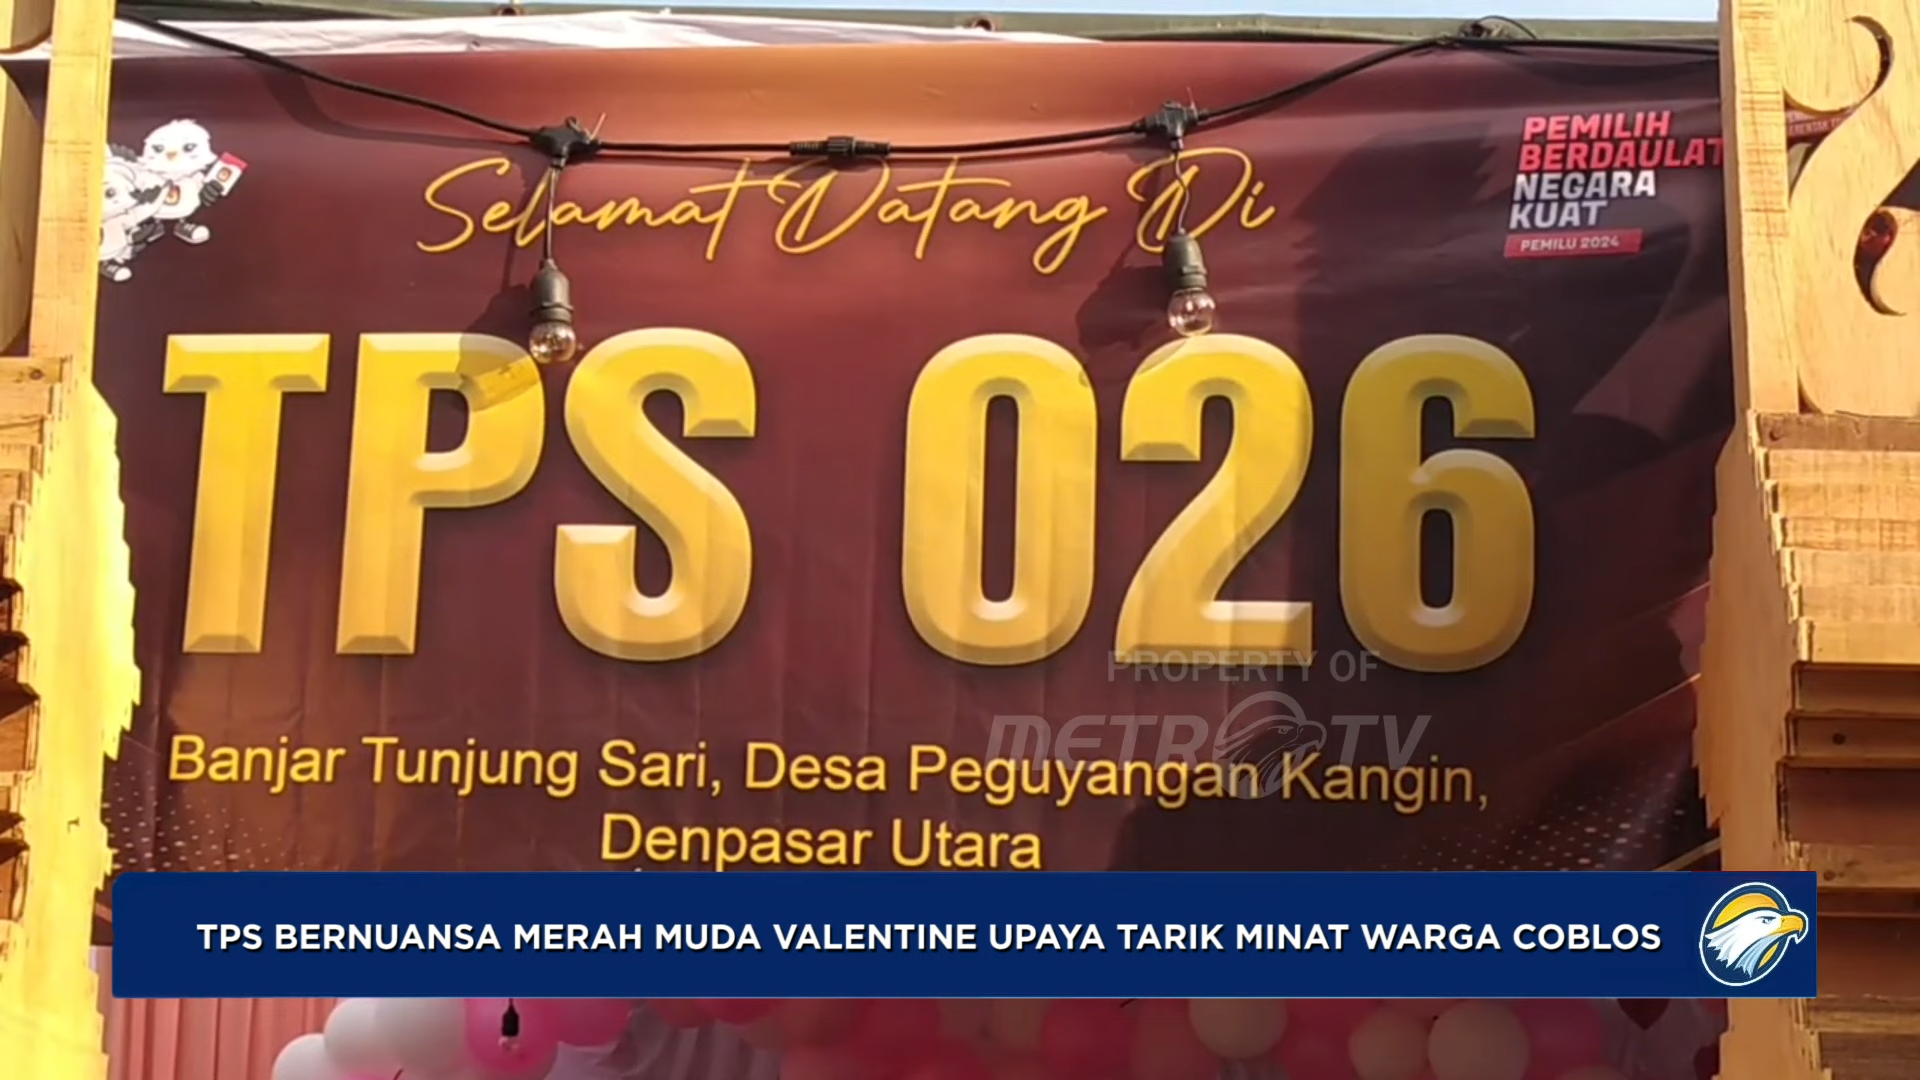 Selamat Datang Di
PEMILIH
BERDAULAT
NEGARA
KUAT
PEMILU 2024
TPS 026
PROPERTY OF
METRO TV
Banjar Tunjung Sari, Desa Peguyangan Kangin,
Denpasar Utara
TPS BERNUANSA MERAH MUDA VALENTINE UPAYA TARIK MINAT WARGA COBLOS